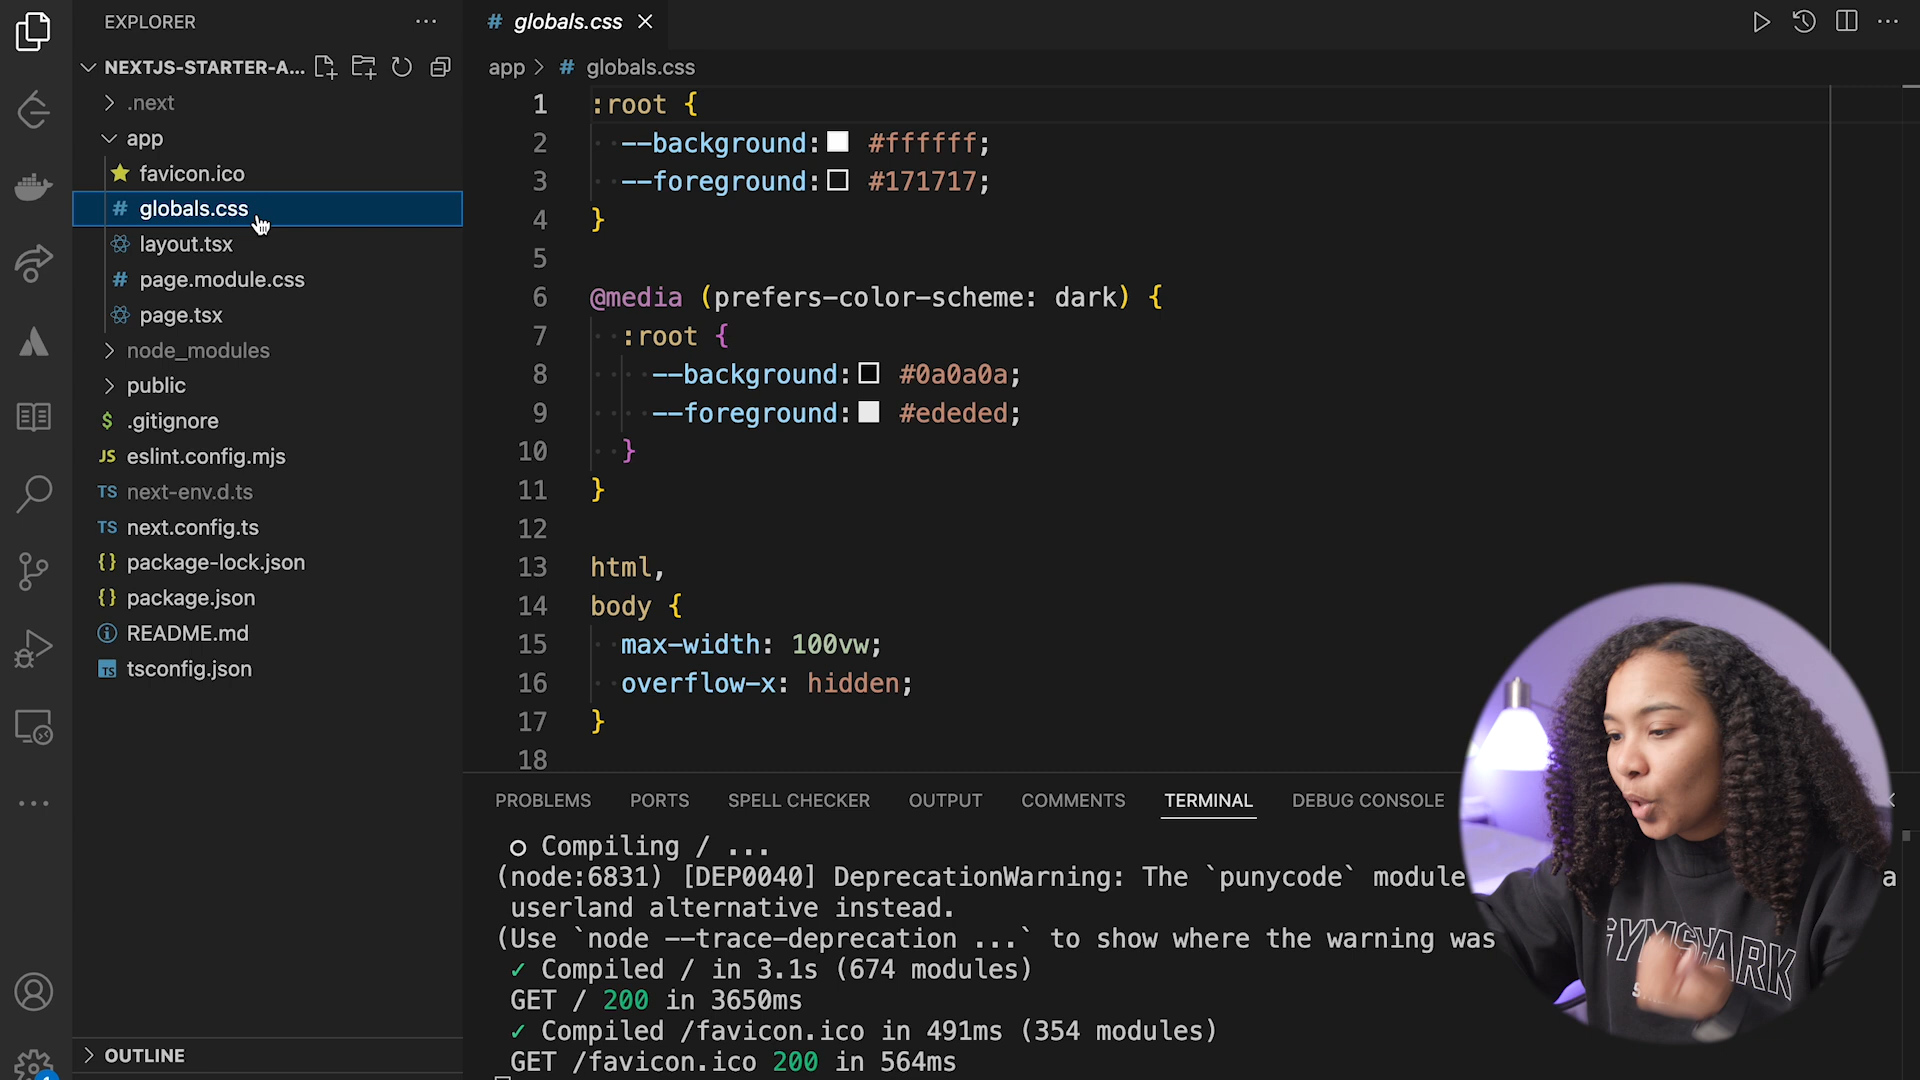 EXPLORER
NEXTJS-STARTER-A...
.next
app
favicon.ico
# globals.css
layout.tsx
# page.module.css
page.tsx
node_modules
public
$ .gitignore
JS eslint.config.mjs
TS next-env.d.ts
TS next.config.ts
{} package-lock.json
{} package.json
README.md
TS tsconfig.json
OUTLINE
# globals.css
app > # globals.css
1 :root {
2 --background: #ffffff;
3 --foreground: #171717;
4 }
5
6 @media (prefers-color-scheme: dark) {
7 :root {
8 --background: #0a0a0a;
9 --foreground: #ededed;
10 }
11 }
12
13 html,
14 body {
15 max-width: 100vw;
16 overflow-x: hidden;
17 }
18
PROBLEMS PORTS SPELL CHECKER OUTPUT COMMENTS TERMINAL DEBUG CONSOLE
○ Compiling / ...
(node:6831) [DEP0040] DeprecationWarning: The `punycode` module a
userland alternative instead.
(Use `node --trace-deprecation ...` to show where the warning was
✓ Compiled / in 3.1s (674 modules)
GET / 200 in 3650ms
✓ Compiled /favicon.ico in 491ms (354 modules)
GET /favicon.ico 200 in 564ms
GYMSHARK